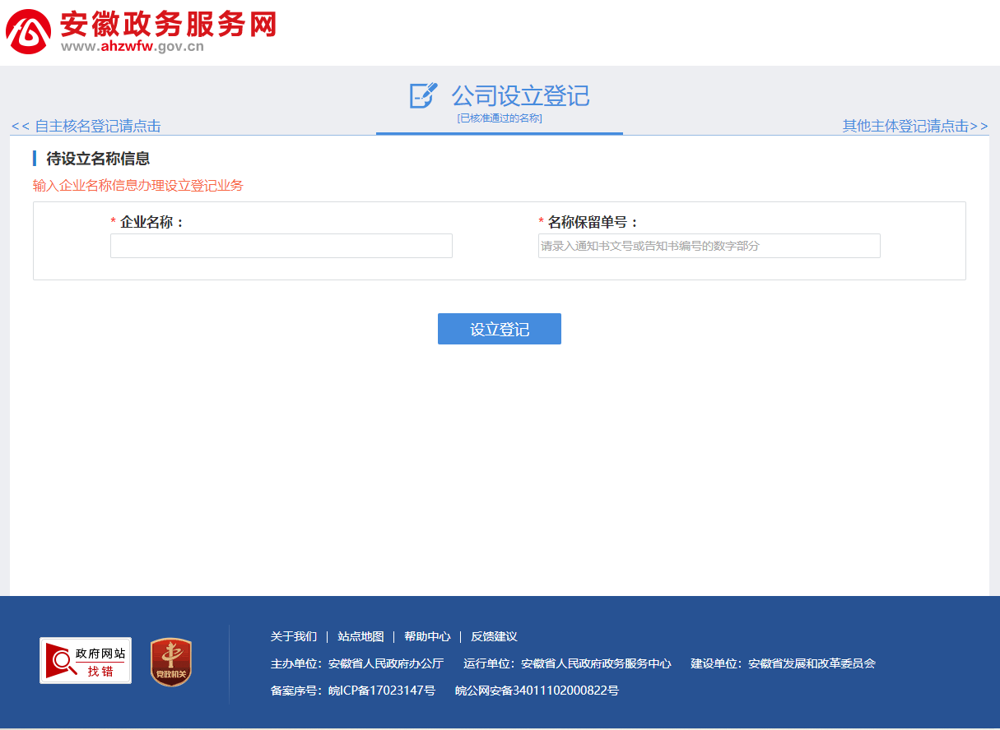 安徽政务服务网
www.ahzwfw.gov.cn
公司设立登记
[已核准通过的名称]
<< 自主核名登记请点击
其他主体登记请点击>>
待设立名称信息
输入企业名称信息办理设立登记业务
* 企业名称：
* 名称保留单号：
请录入通知书文号或告知书编号的数字部分
设立登记
政府网站
找错
党政机关
关于我们 | 站点地图 | 帮助中心 | 反馈建议
主办单位：安徽省人民政府办公厅 运行单位：安徽省人民政府政务服务中心 建设单位：安徽省发展和改革委员会
备案序号：皖ICP备17023147号 皖公网安备34011102000822号